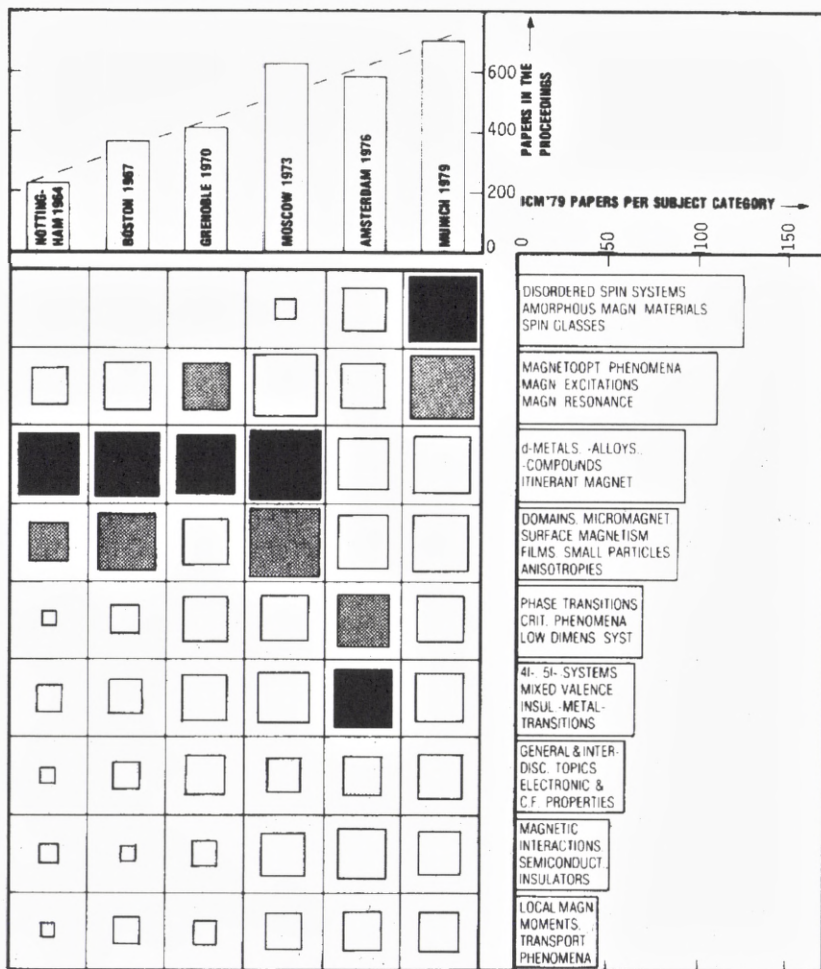 NOTTING-
HAM 1964
BOSTON 1967
GRENOBLE 1970
MOSCOW 1973
AMSTERDAM 1976
MUNICH 1979
600
400
200
0
PAPERS IN THE
PROCEEDINGS
ICM'79 PAPERS PER SUBJECT CATEGORY
0 50 100 150
DISORDERED SPIN SYSTEMS
AMORPHOUS MAGN MATERIALS
SPIN GLASSES
MAGNETOOPT PHENOMENA
MAGN EXCITATIONS
MAGN RESONANCE
d-METALS, -ALLOYS,
-COMPOUNDS
ITINERANT MAGNET
DOMAINS, MICROMAGNET
SURFACE MAGNETISM
FILMS, SMALL PARTICLES
ANISOTROPIES
PHASE TRANSITIONS
CRIT. PHENOMENA
LOW DIMENS SYST
4f-, 5f- SYSTEMS
MIXED VALENCE
INSUL-METAL-
TRANSITIONS
GENERAL & INTER-
DISC. TOPICS
ELECTRONIC &
C.F. PROPERTIES
MAGNETIC
INTERACTIONS
SEMICONDUCT.
INSULATORS
LOCAL MAGN
MOMENTS,
TRANSPORT
PHENOMENA